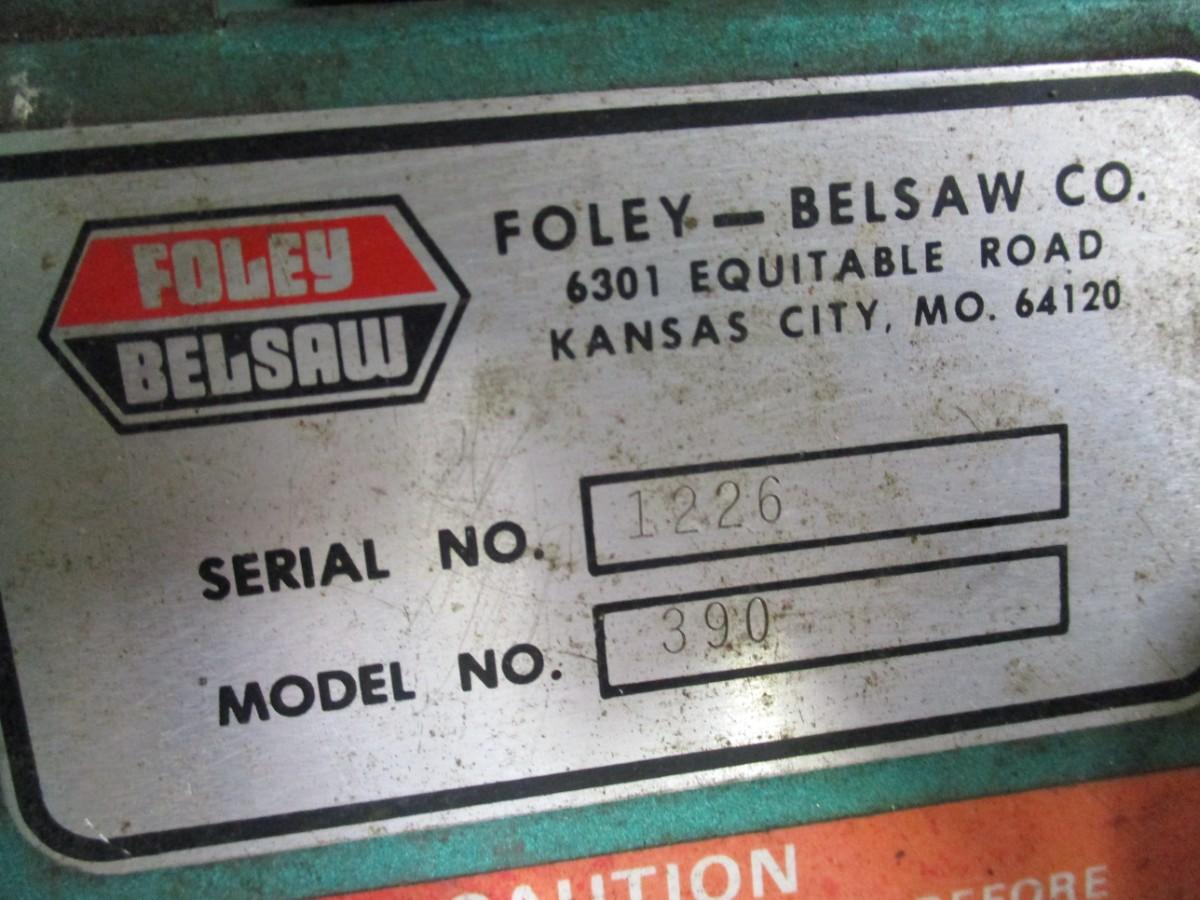 FOLEY
BELSAW
FOLEY — BELSAW CO.
6301 EQUITABLE ROAD
KANSAS CITY, MO. 64120
SERIAL NO. 1226
MODEL NO. 390
CAUTION
BEFORE